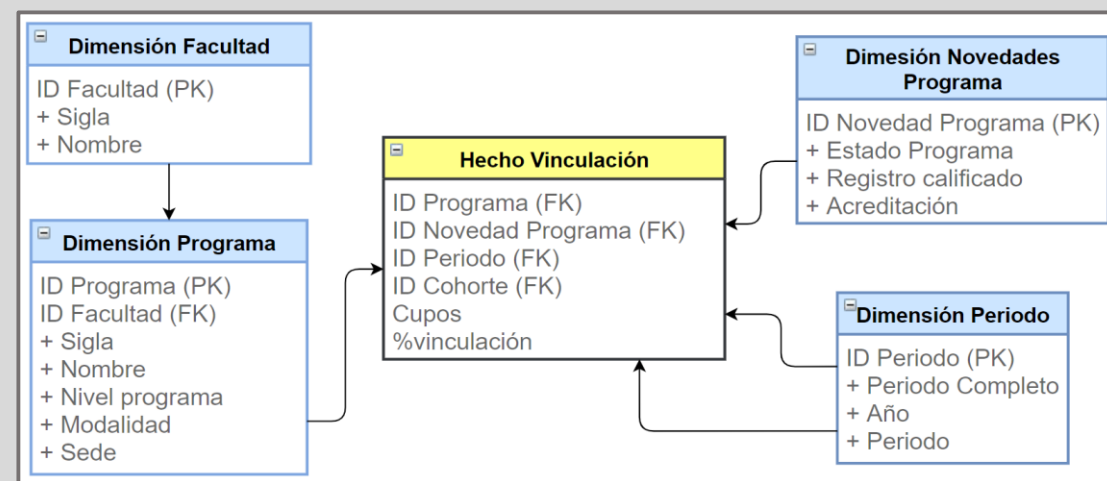 Dimensión Facultad
ID Facultad (PK)
+ Sigla
+ Nombre
Dimensión Programa
ID Programa (PK)
ID Facultad (FK)
+ Sigla
+ Nombre
+ Nivel programa
+ Modalidad
+ Sede
Hecho Vinculación
ID Programa (FK)
ID Novedad Programa (FK)
ID Periodo (FK)
ID Cohorte (FK)
Cupos
%vinculación
Dimesión Novedades
Programa
ID Novedad Programa (PK)
+ Estado Programa
+ Registro calificado
+ Acreditación
Dimensión Periodo
ID Periodo (PK)
+ Periodo Completo
+ Año
+ Periodo